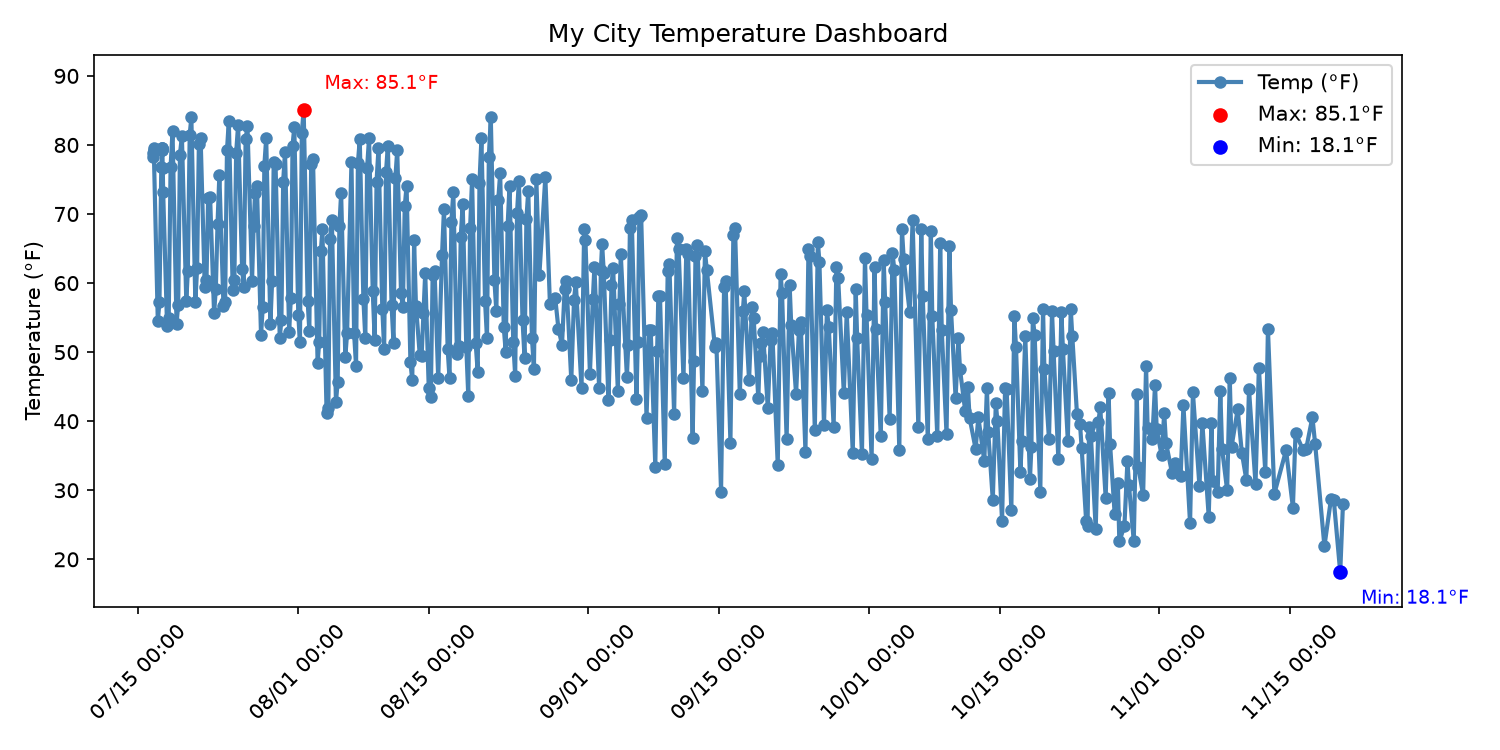 My City Temperature Dashboard
Max: 85.1°F
Temp (°F)
Max: 85.1°F
Min: 18.1°F
Temperature (°F)
90
80
70
60
50
40
30
20
Min: 18.1°F
07/15 00:00
08/01 00:00
08/15 00:00
09/01 00:00
09/15 00:00
10/01 00:00
10/15 00:00
11/01 00:00
11/15 00:00